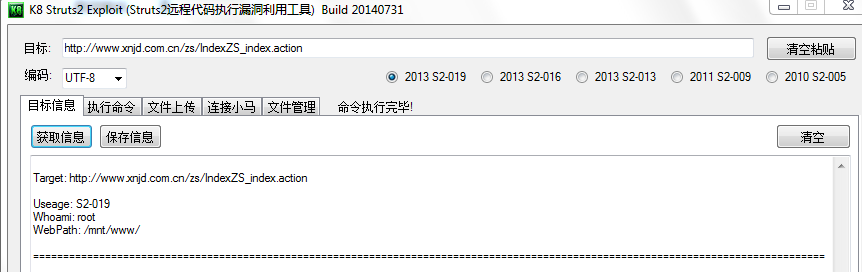 K8 Struts2 Exploit (Struts2远程代码执行漏洞利用工具) Build 20140731
目标: http://www.xnjd.com.cn/zs/IndexZS_index.action 清空粘贴
编码: UTF-8 2013 S2-019 2013 S2-016 2013 S2-013 2011 S2-009 2010 S2-005
目标信息 执行命令 文件上传 连接小马 文件管理 命令执行完毕!
获取信息 保存信息 清空
Target: http://www.xnjd.com.cn/zs/IndexZS_index.action
Useage: S2-019
Whoami: root
WebPath: /mnt/www/
====================================================================================================